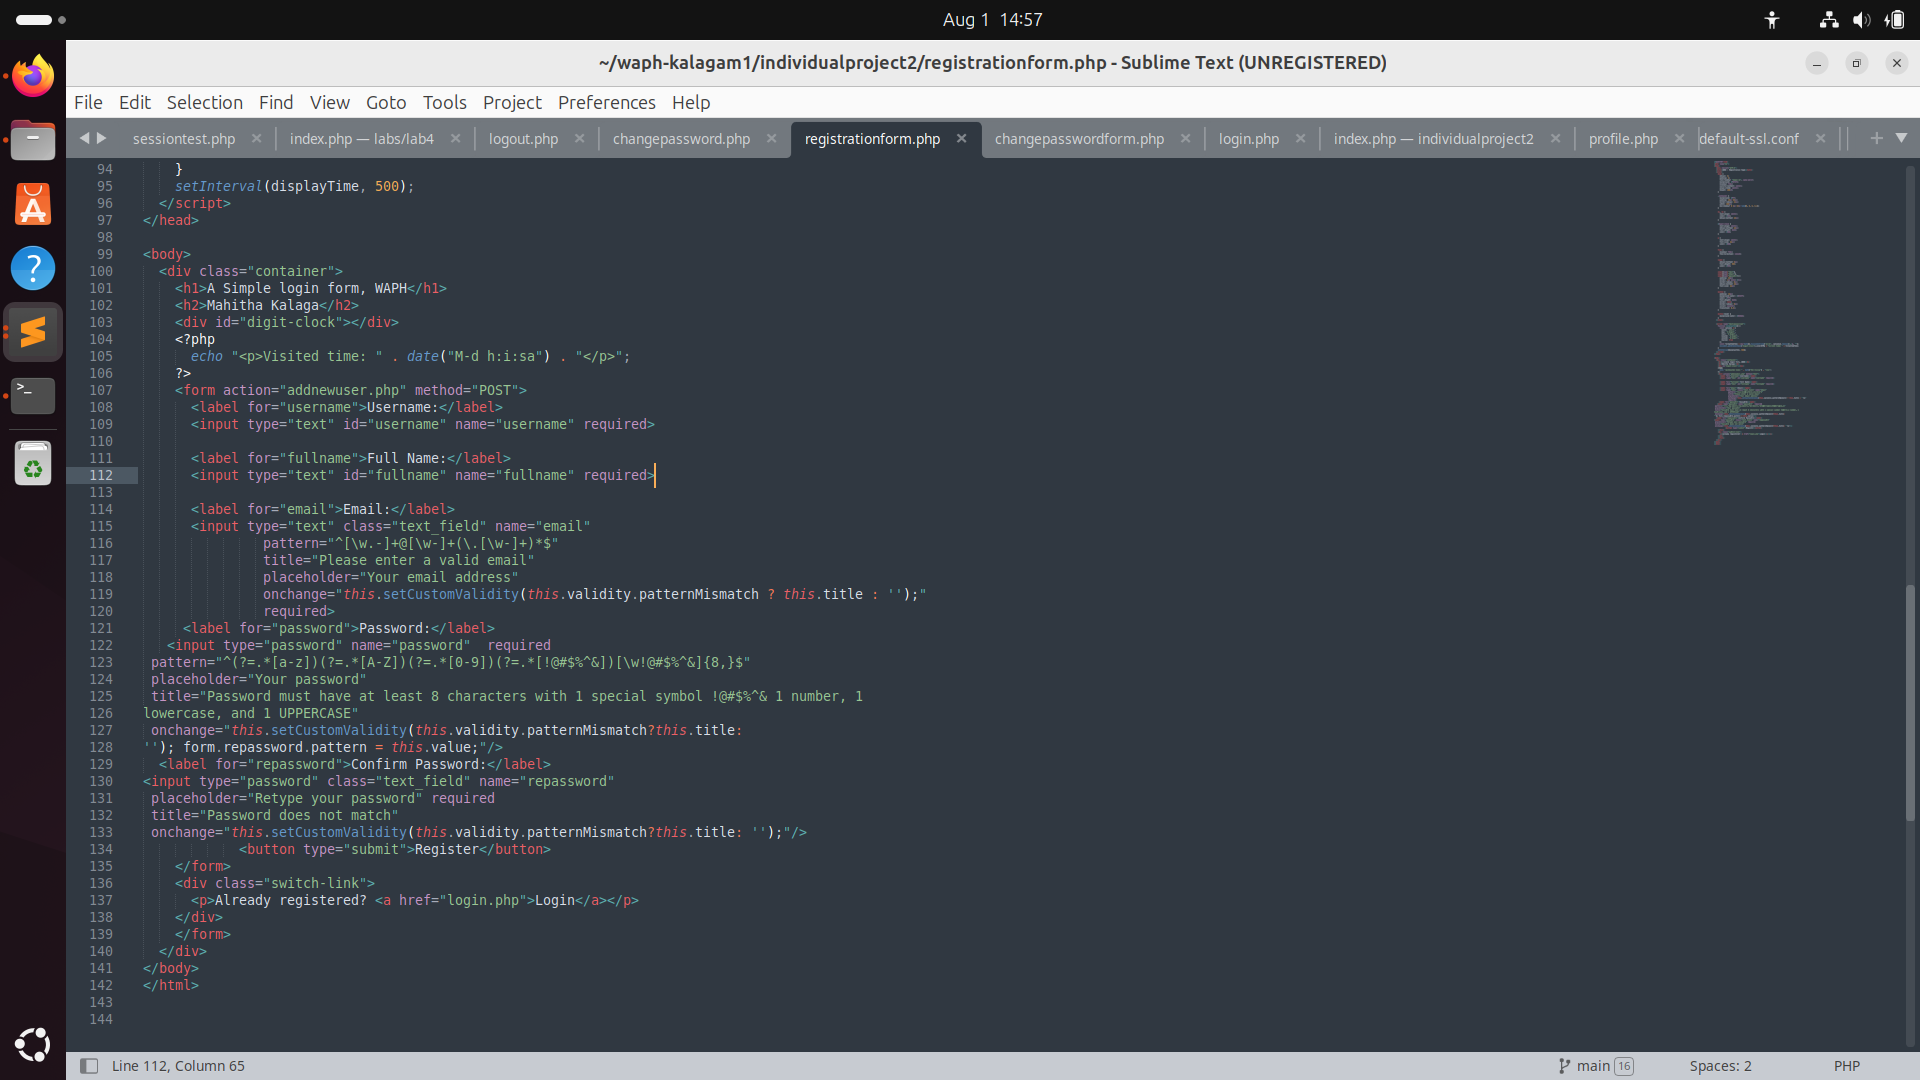 Aug 1 14:57
~/waph-kalagam1/individualproject2/registrationform.php - Sublime Text (UNREGISTERED)
File Edit Selection Find View Goto Tools Project Preferences Help
sessiontest.php index.php — labs/lab4 logout.php changepassword.php registrationform.php changepasswordform.php login.php index.php — individualproject2 profile.php default-ssl.conf
94 }
95 setInterval(displayTime, 500);
96 </script>
97 </head>
98
99 <body>
100 <div class="container">
101 <h1>A Simple login form, WAPH</h1>
102 <h2>Mahitha Kalaga</h2>
103 <div id="digit-clock"></div>
104 <?php
105 echo "<p>Visited time: " . date("M-d h:i:sa") . "</p>";
106 ?>
107 <form action="addnewuser.php" method="POST">
108 <label for="username">Username:</label>
109 <input type="text" id="username" name="username" required>
110
111 <label for="fullname">Full Name:</label>
112 <input type="text" id="fullname" name="fullname" required>
113
114 <label for="email">Email:</label>
115 <input type="text" class="text_field" name="email"
116 pattern="^[\w.-]+@[\w-]+(\.[\w-]+)*$"
117 title="Please enter a valid email"
118 placeholder="Your email address"
119 onchange="this.setCustomValidity(this.validity.patternMismatch ? this.title : '');"
120 required>
121 <label for="password">Password:</label>
122 <input type="password" name="password"  required
123 pattern="^(?=.*[a-z])(?=.*[A-Z])(?=.*[0-9])(?=.*[!@#$%^&])[\w!@#$%^&]{8,}$"
124 placeholder="Your password"
125 title="Password must have at least 8 characters with 1 special symbol !@#$%^& 1 number, 1
126 lowercase, and 1 UPPERCASE"
127 onchange="this.setCustomValidity(this.validity.patternMismatch?this.title:
128 ''); form.repassword.pattern = this.value;"/>
129 <label for="repassword">Confirm Password:</label>
130 <input type="password" class="text_field" name="repassword"
131 placeholder="Retype your password" required
132 title="Password does not match"
133 onchange="this.setCustomValidity(this.validity.patternMismatch?this.title: '');"/>
134 <button type="submit">Register</button>
135 </form>
136 <div class="switch-link">
137 <p>Already registered? <a href="login.php">Login</a></p>
138 </div>
139 </form>
140 </div>
141 </body>
142 </html>
143
144
Line 112, Column 65 main 16 Spaces: 2 PHP